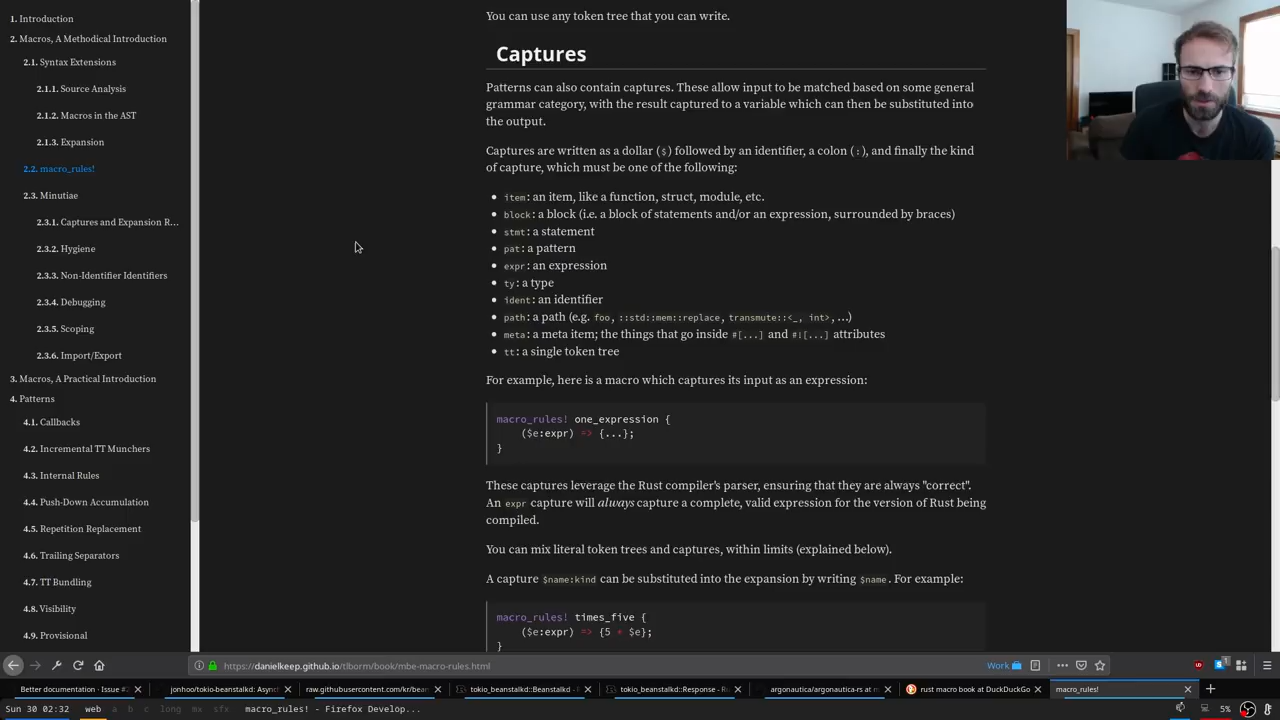 1. Introduction
2. Macros, A Methodical Introduction
2.1. Syntax Extensions
2.1.1. Source Analysis
2.1.2. Macros in the AST
2.1.3. Expansion
2.2. macro_rules!
2.3. Minutiae
2.3.1. Captures and Expansion R...
2.3.2. Hygiene
2.3.3. Non-Identifier Identifiers
2.3.4. Debugging
2.3.5. Scoping
2.3.6. Import/Export
3. Macros, A Practical Introduction
4. Patterns
4.1. Callbacks
4.2. Incremental TT Munchers
4.3. Internal Rules
4.4. Push-Down Accumulation
4.5. Repetition Replacement
4.6. Trailing Separators
4.7. TT Bundling
4.8. Visibility
4.9. Provisional
You can use any token tree that you can write.
Captures
Patterns can also contain captures. These allow input to be matched based on some general
grammar category, with the result captured to a variable which can then be substituted into
the output.
Captures are written as a dollar ($) followed by an identifier, a colon (:), and finally the kind
of capture, which must be one of the following:
• item: an item, like a function, struct, module, etc.
• block: a block (i.e. a block of statements and/or an expression, surrounded by braces)
• stmt: a statement
• pat: a pattern
• expr: an expression
• ty: a type
• ident: an identifier
• path: a path (e.g. foo, ::std::mem::replace, transmute::<_, int>, …)
• meta: a meta item; the things that go inside #[...] and #![...] attributes
• tt: a single token tree
For example, here is a macro which captures its input as an expression:
macro_rules! one_expression {
($e:expr) => {...};
}
These captures leverage the Rust compiler's parser, ensuring that they are always "correct".
An expr capture will always capture a complete, valid expression for the version of Rust being
compiled.
You can mix literal token trees and captures, within limits (explained below).
A capture $name:kind can be substituted into the expansion by writing $name. For example:
macro_rules! times_five {
($e:expr) => {5 * $e};
}
https://danielkeep.github.io/tlborm/book/mbe-macro-rules.html
Work
Better documentation · Issue #
jonhoo/tokio-beanstalkd: Async
raw.githubusercontent.com/kr/bean
tokio_beanstalkd::Beanstalkd -
tokio_beanstalkd::Response - Ru
argonautica/argonautica-rs at m
rust macro book at DuckDuckGo
macro_rules!
Sun 30 02:32
web
a
b
c
long
mx
sfx
macro_rules! - Firefox Develop...
5%